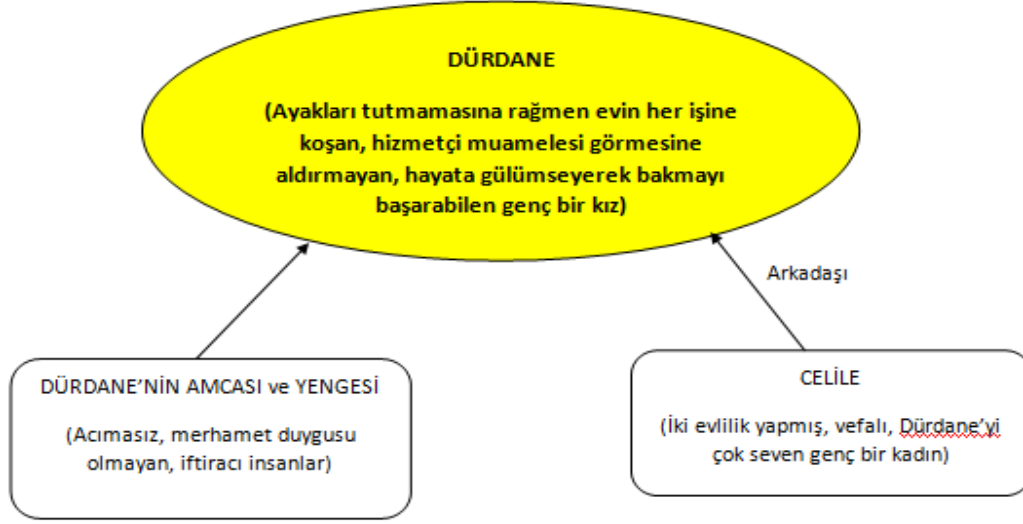 DÜRDANE
(Ayakları tutmamasına rağmen evin her işine
koşan, hizmetçi muamelesi görmesine
aldırmayan, hayata gülümseyerek bakmayı
başarabilen genç bir kız)
Arkadaşı
DÜRDANE’NİN AMCASI ve YENGESİ
(Acımasız, merhamet duygusu
olmayan, iftiracı insanlar)
CELİLE
(İki evlilik yapmış, vefalı, Dürdane’yi
çok seven genç bir kadın)